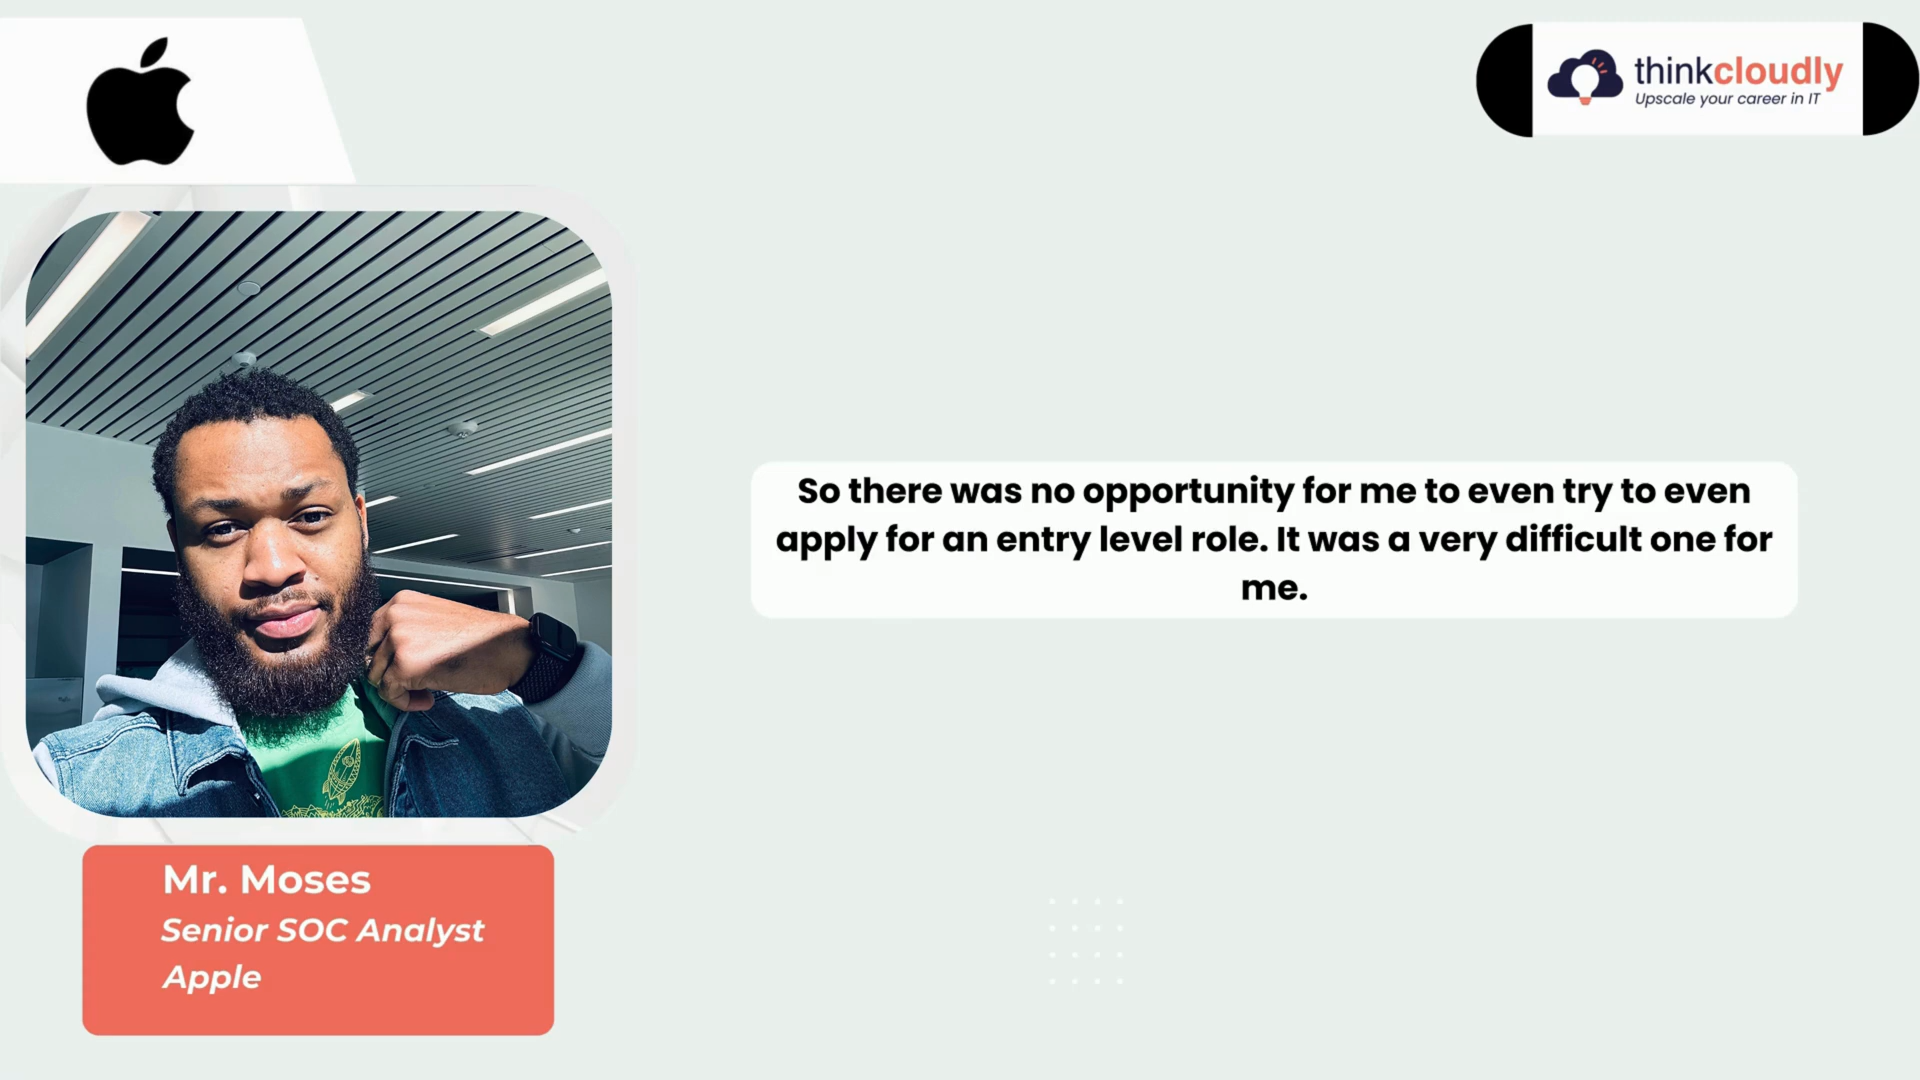 thinkcloudly
Upscale your career in IT
So there was no opportunity for me to even try to even
apply for an entry level role. It was a very difficult one for
me.
Mr. Moses
Senior SOC Analyst
Apple